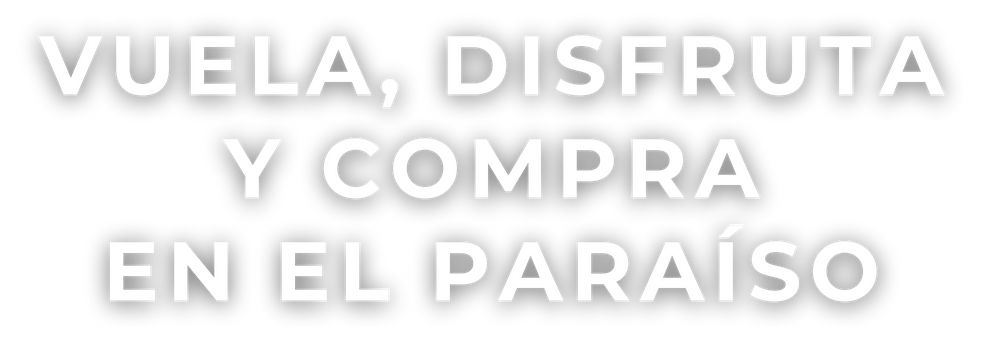 VUELA, DISFRUTA
Y COMPRA
EN EL PARAÍSO